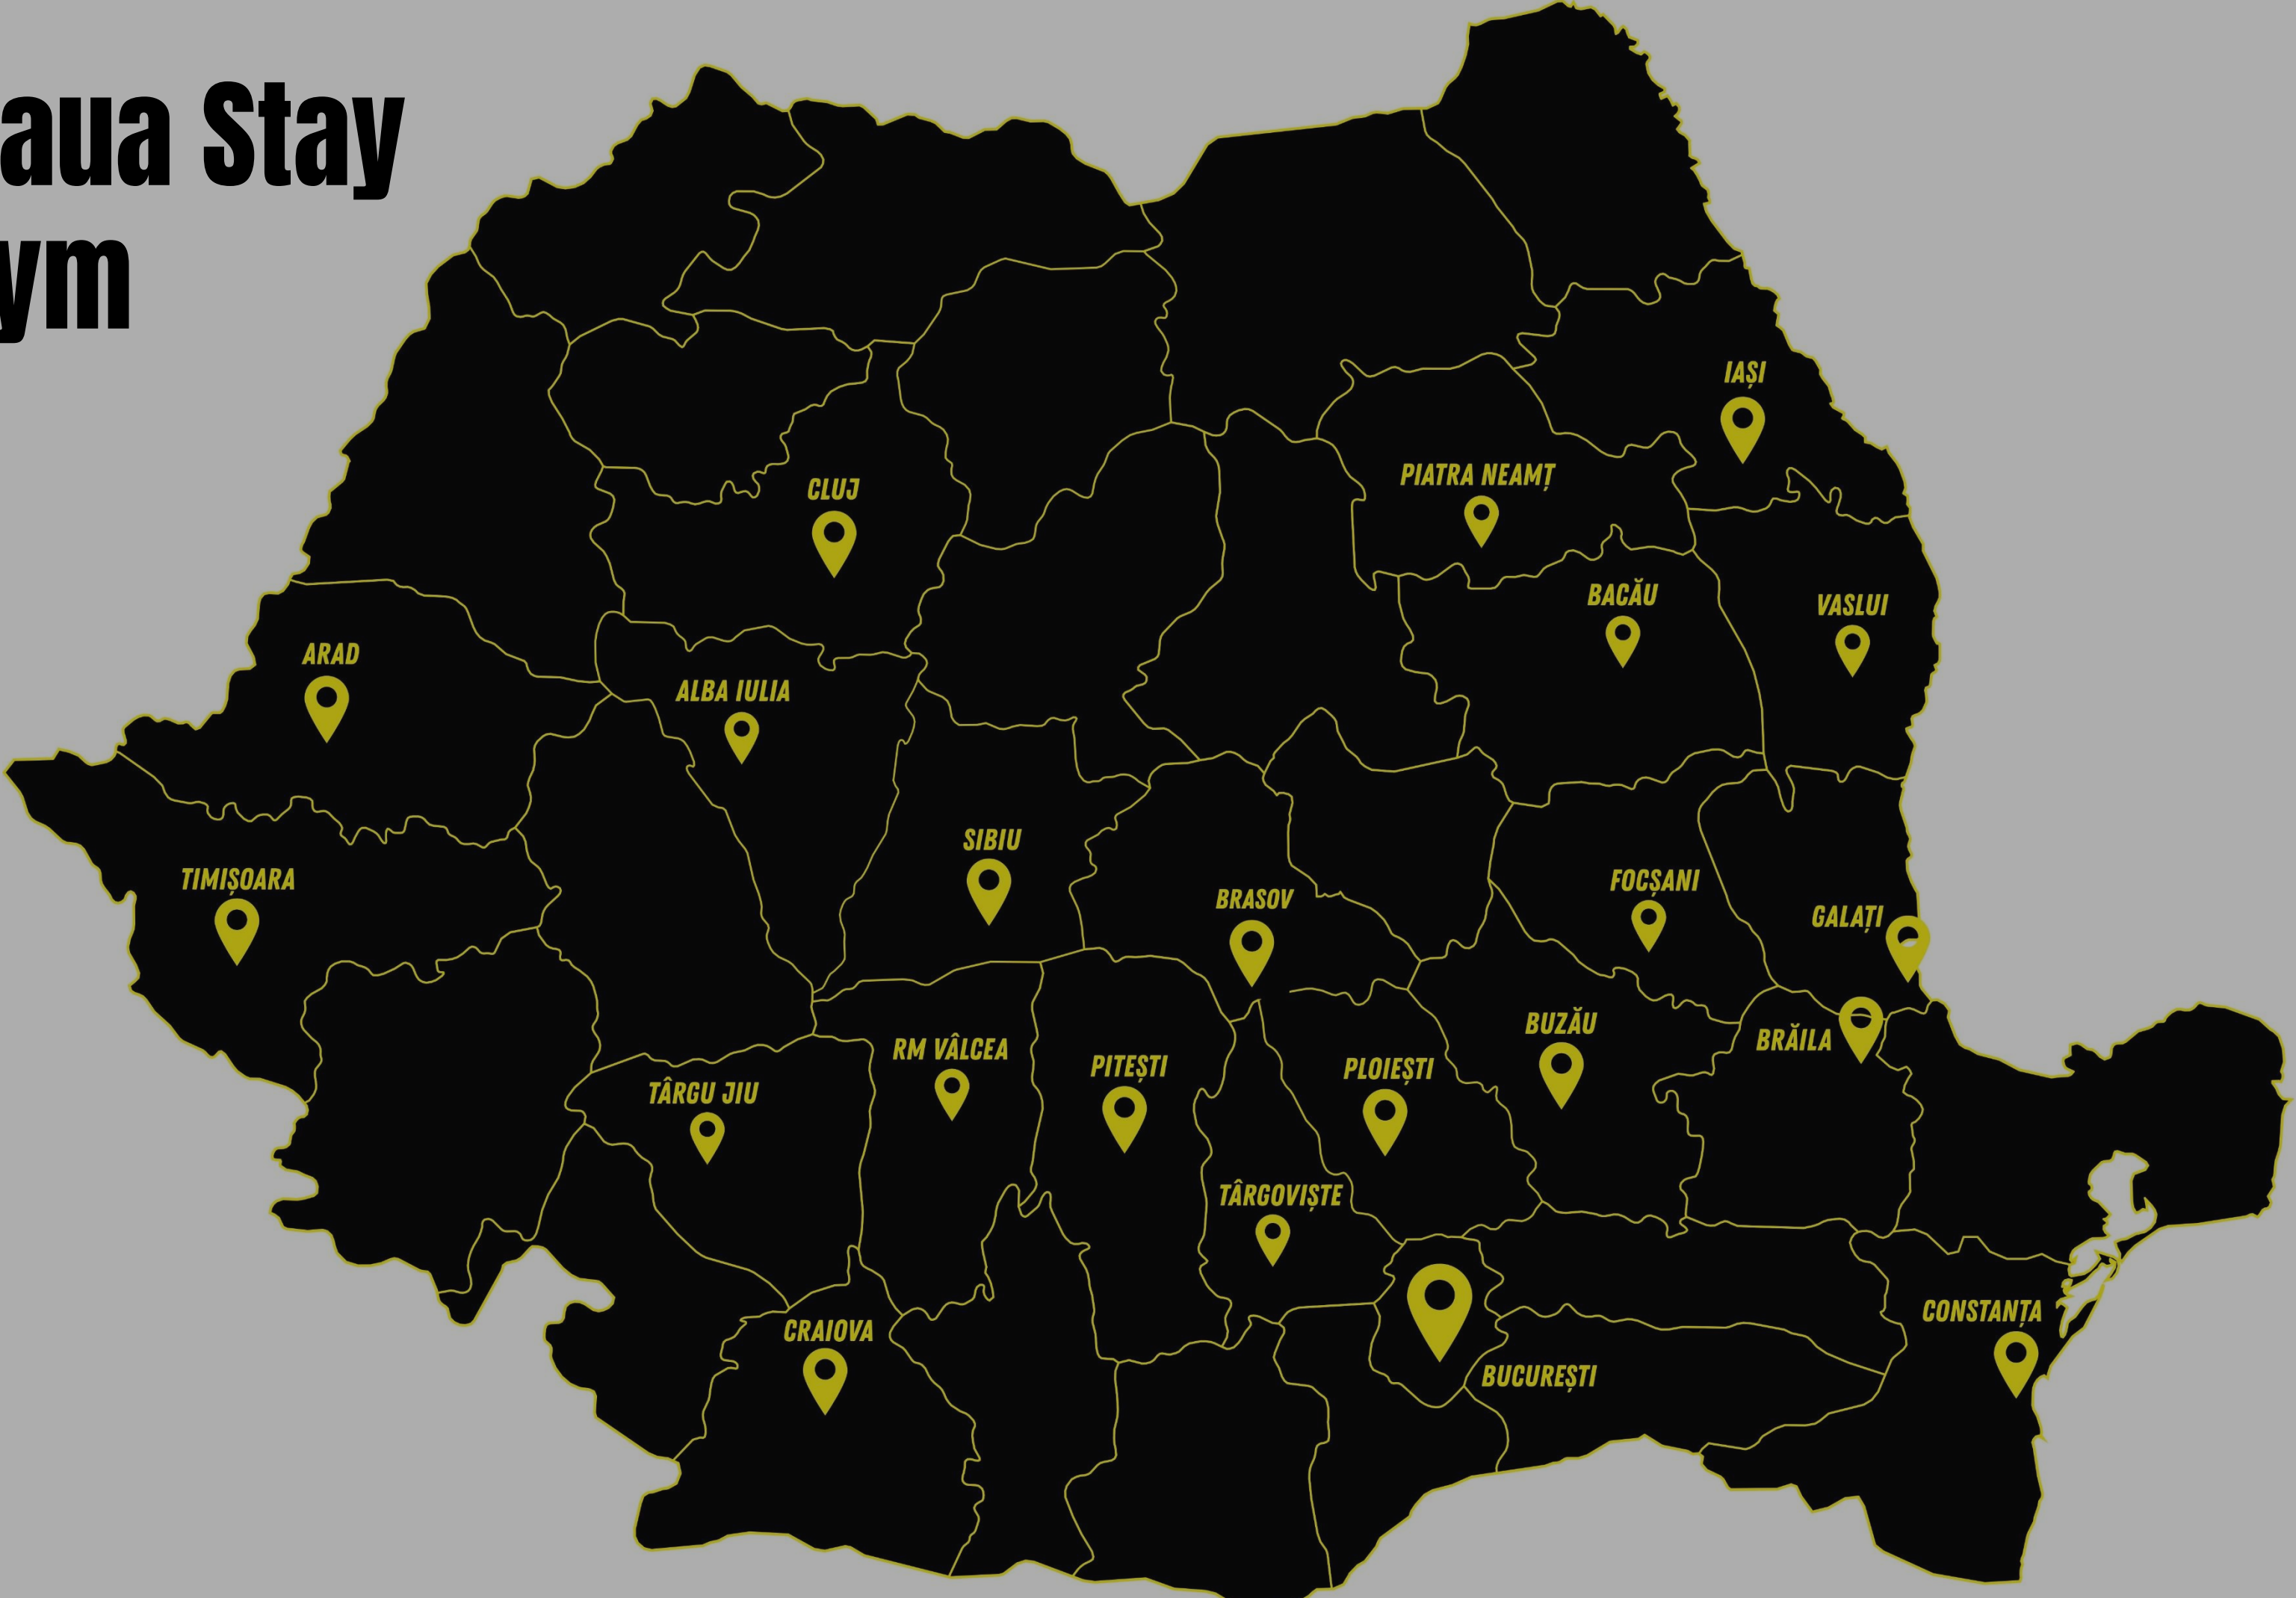 aua Stay
ym
IAȘI
PIATRA NEAMȚ
CLUJ
BACĂU
VASLUI
ARAD
ALBA IULIA
SIBIU
TIMIȘOARA
FOCȘANI
BRASOV
GALAȚI
BUZĂU
BRĂILA
RM VÂLCEA
PITEȘTI
PLOIEȘTI
TÂRGU JIU
TÂRGOVIȘTE
CONSTANȚA
CRAIOVA
BUCUREȘTI